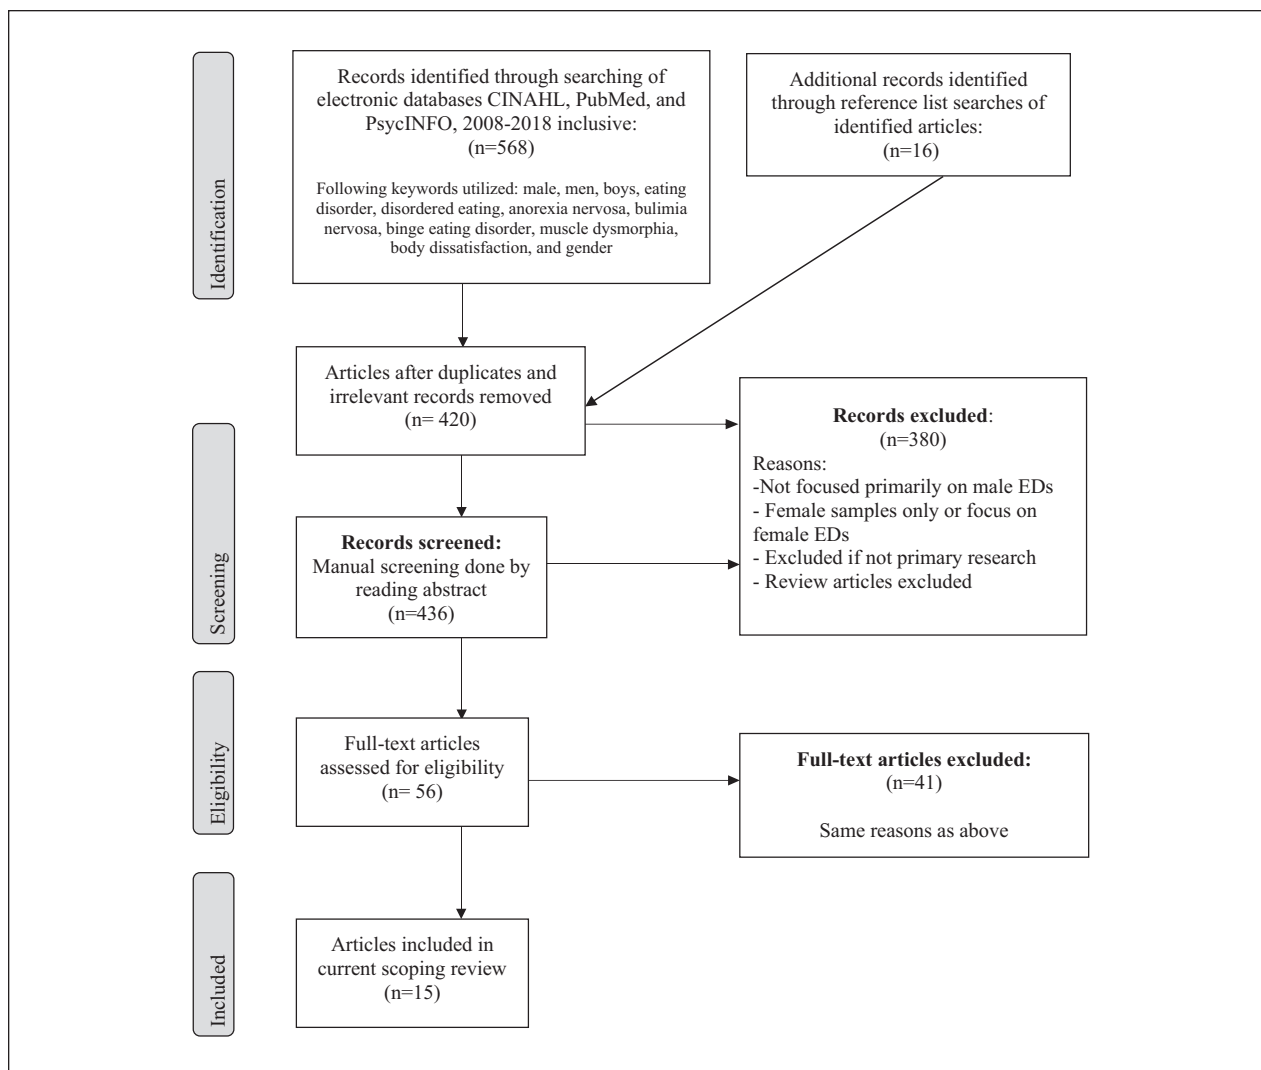 Identification
Records identified through searching of
electronic databases CINAHL, PubMed, and
PsycINFO, 2008-2018 inclusive:
(n=568)
Following keywords utilized: male, men, boys, eating
disorder, disordered eating, anorexia nervosa, bulimia
nervosa, binge eating disorder, muscle dysmorphia,
body dissatisfaction, and gender
Additional records identified
through reference list searches of
identified articles:
(n=16)
Articles after duplicates and
irrelevant records removed
(n= 420)
Screening
Records screened:
Manual screening done by
reading abstract
(n=436)
Records excluded:
(n=380)
Reasons:
-Not focused primarily on male EDs
- Female samples only or focus on
female EDs
- Excluded if not primary research
- Review articles excluded
Eligibility
Full-text articles
assessed for eligibility
(n= 56)
Full-text articles excluded:
(n=41)
Same reasons as above
Included
Articles included in
current scoping review
(n=15)